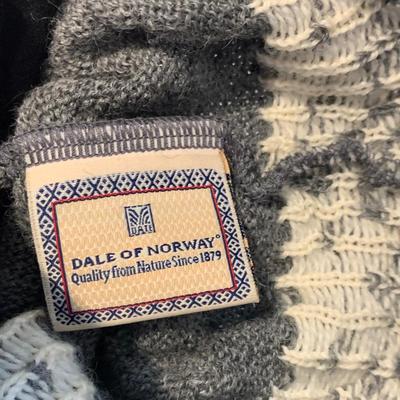 DALE
DALE OF NORWAY®
Quality from Nature Since 1879